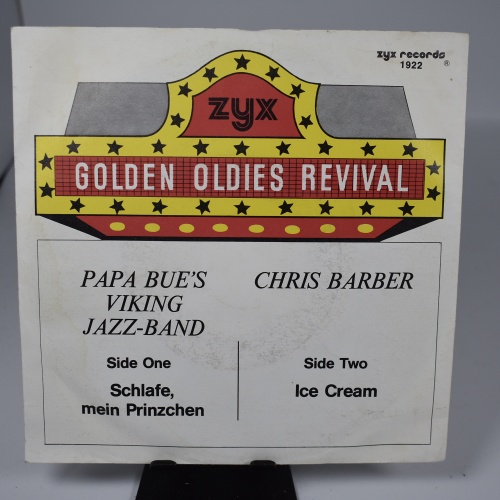 zyx records
1922 ®
zyx
GOLDEN OLDIES REVIVAL
PAPA BUE'S
VIKING
JAZZ-BAND
Side One
Schlafe,
mein Prinzchen
CHRIS BARBER
Side Two
Ice Cream